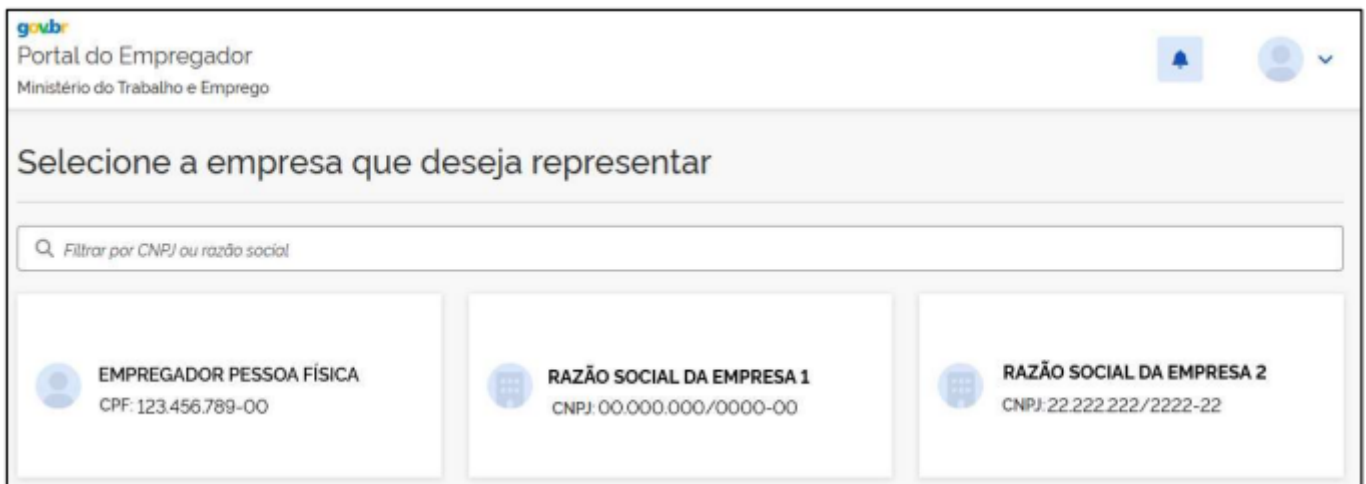 gov.br
Portal do Empregador
Ministério do Trabalho e Emprego
Selecione a empresa que deseja representar
Filtrar por CNPJ ou razão social
EMPREGADOR PESSOA FÍSICA
CPF: 123.456.789-00
RAZÃO SOCIAL DA EMPRESA 1
CNPJ: 00.000.000/0000-00
RAZÃO SOCIAL DA EMPRESA 2
CNPJ: 22.222.222/2222-22